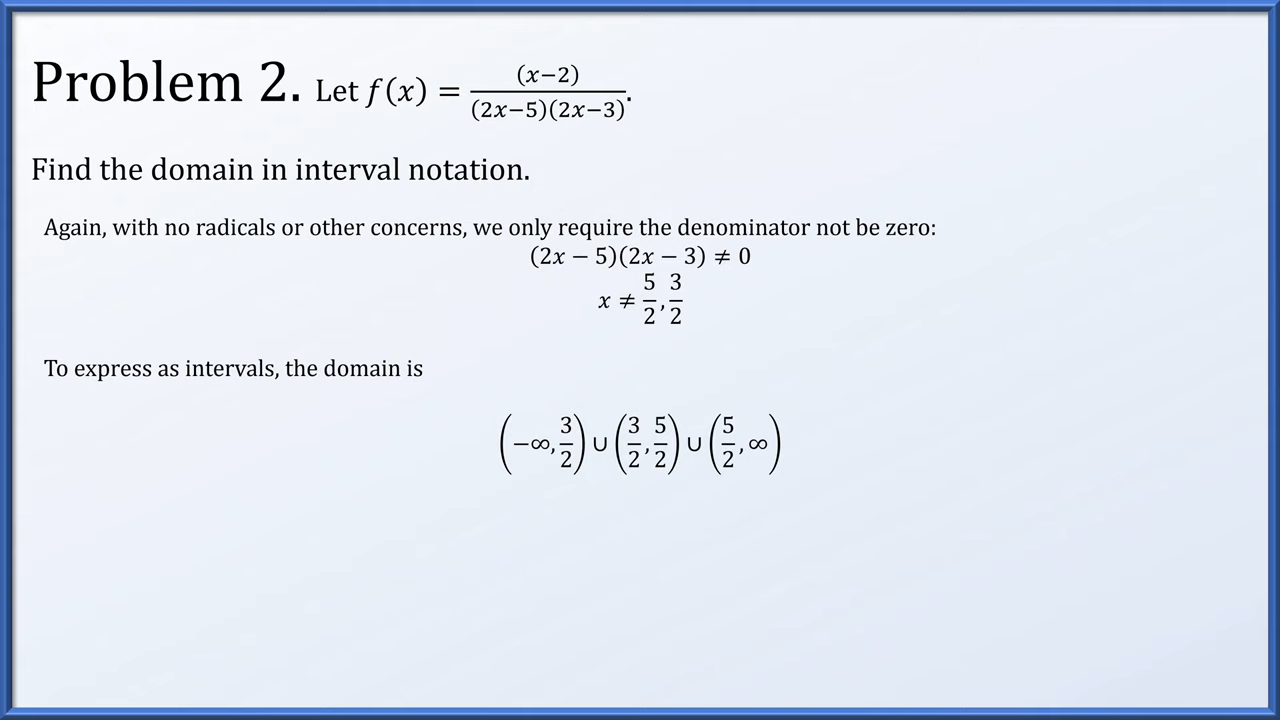 Problem 2. Let f(x) = (x−2)/((2x−5)(2x−3)).
Find the domain in interval notation.
Again, with no radicals or other concerns, we only require the denominator not be zero:
(2x − 5)(2x − 3) ≠ 0
x ≠ 5/2, 3/2
To express as intervals, the domain is
(−∞, 3/2) ∪ (3/2, 5/2) ∪ (5/2, ∞)